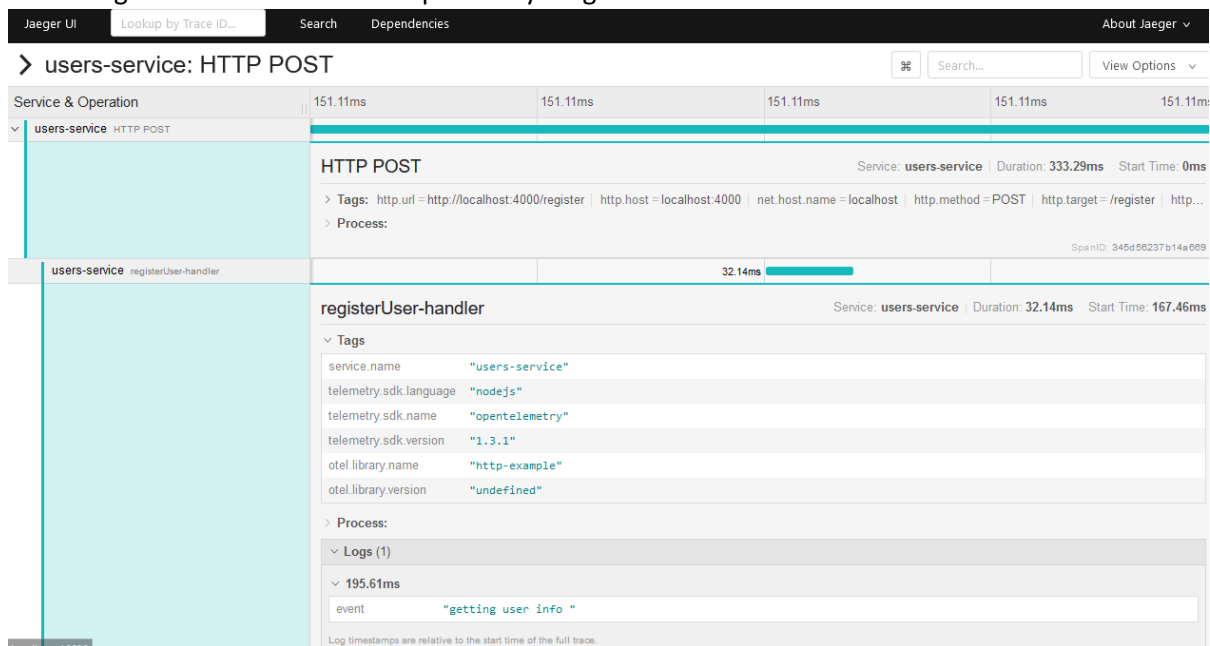 Jaeger UI Lookup by Trace ID... Search Dependencies About Jaeger
users-service: HTTP POST ⌘ Search... View Options
Service & Operation 151.11ms 151.11ms 151.11ms 151.11ms 151.11ms
users-service HTTP POST
HTTP POST Service: users-service | Duration: 333.29ms Start Time: 0ms
> Tags: http.url = http://localhost:4000/register | http.host = localhost:4000 | net.host.name = localhost | http.method = POST | http.target = /register | http...
> Process:
SpanID: 345d56237b14a669
users-service registerUser-handler 32.14ms
registerUser-handler Service: users-service | Duration: 32.14ms Start Time: 167.46ms
Tags
service.name "users-service"
telemetry.sdk.language "nodejs"
telemetry.sdk.name "opentelemetry"
telemetry.sdk.version "1.3.1"
otel.library.name "http-example"
otel.library.version "undefined"
> Process:
Logs (1)
195.61ms
event "getting user info "
Log timestamps are relative to the start time of the full trace.